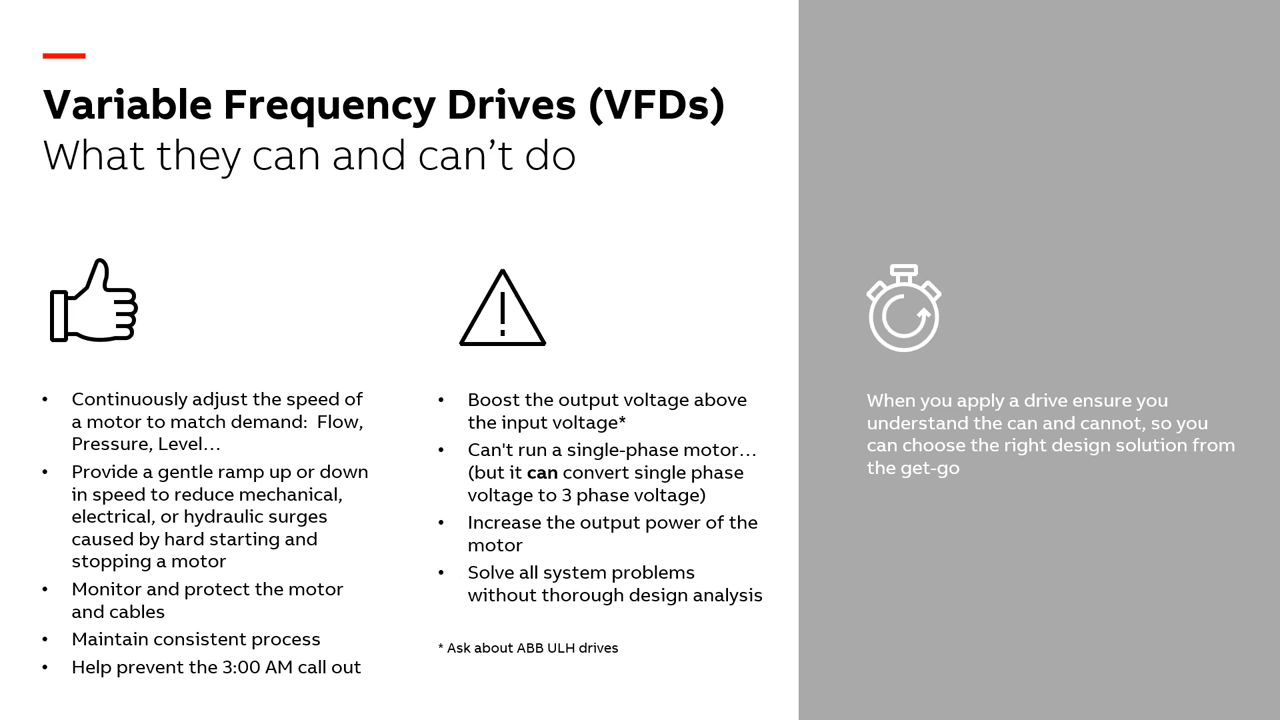 Variable Frequency Drives (VFDs)
What they can and can’t do
• Continuously adjust the speed of
a motor to match demand:  Flow,
Pressure, Level…
• Provide a gentle ramp up or down
in speed to reduce mechanical,
electrical, or hydraulic surges
caused by hard starting and
stopping a motor
• Monitor and protect the motor
and cables
• Maintain consistent process
• Help prevent the 3:00 AM call out
• Boost the output voltage above
the input voltage*
• Can't run a single-phase motor…
(but it can convert single phase
voltage to 3 phase voltage)
• Increase the output power of the
motor
• Solve all system problems
without thorough design analysis
* Ask about ABB ULH drives
When you apply a drive ensure you
understand the can and cannot, so you
can choose the right design solution from
the get-go